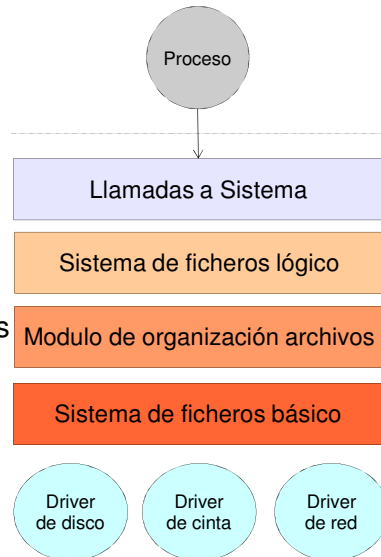 Proceso
Llamadas a Sistema
Sistema de ficheros lógico
s
Modulo de organización archivos
Sistema de ficheros básico
Driver
de disco
Driver
de cinta
Driver
de red